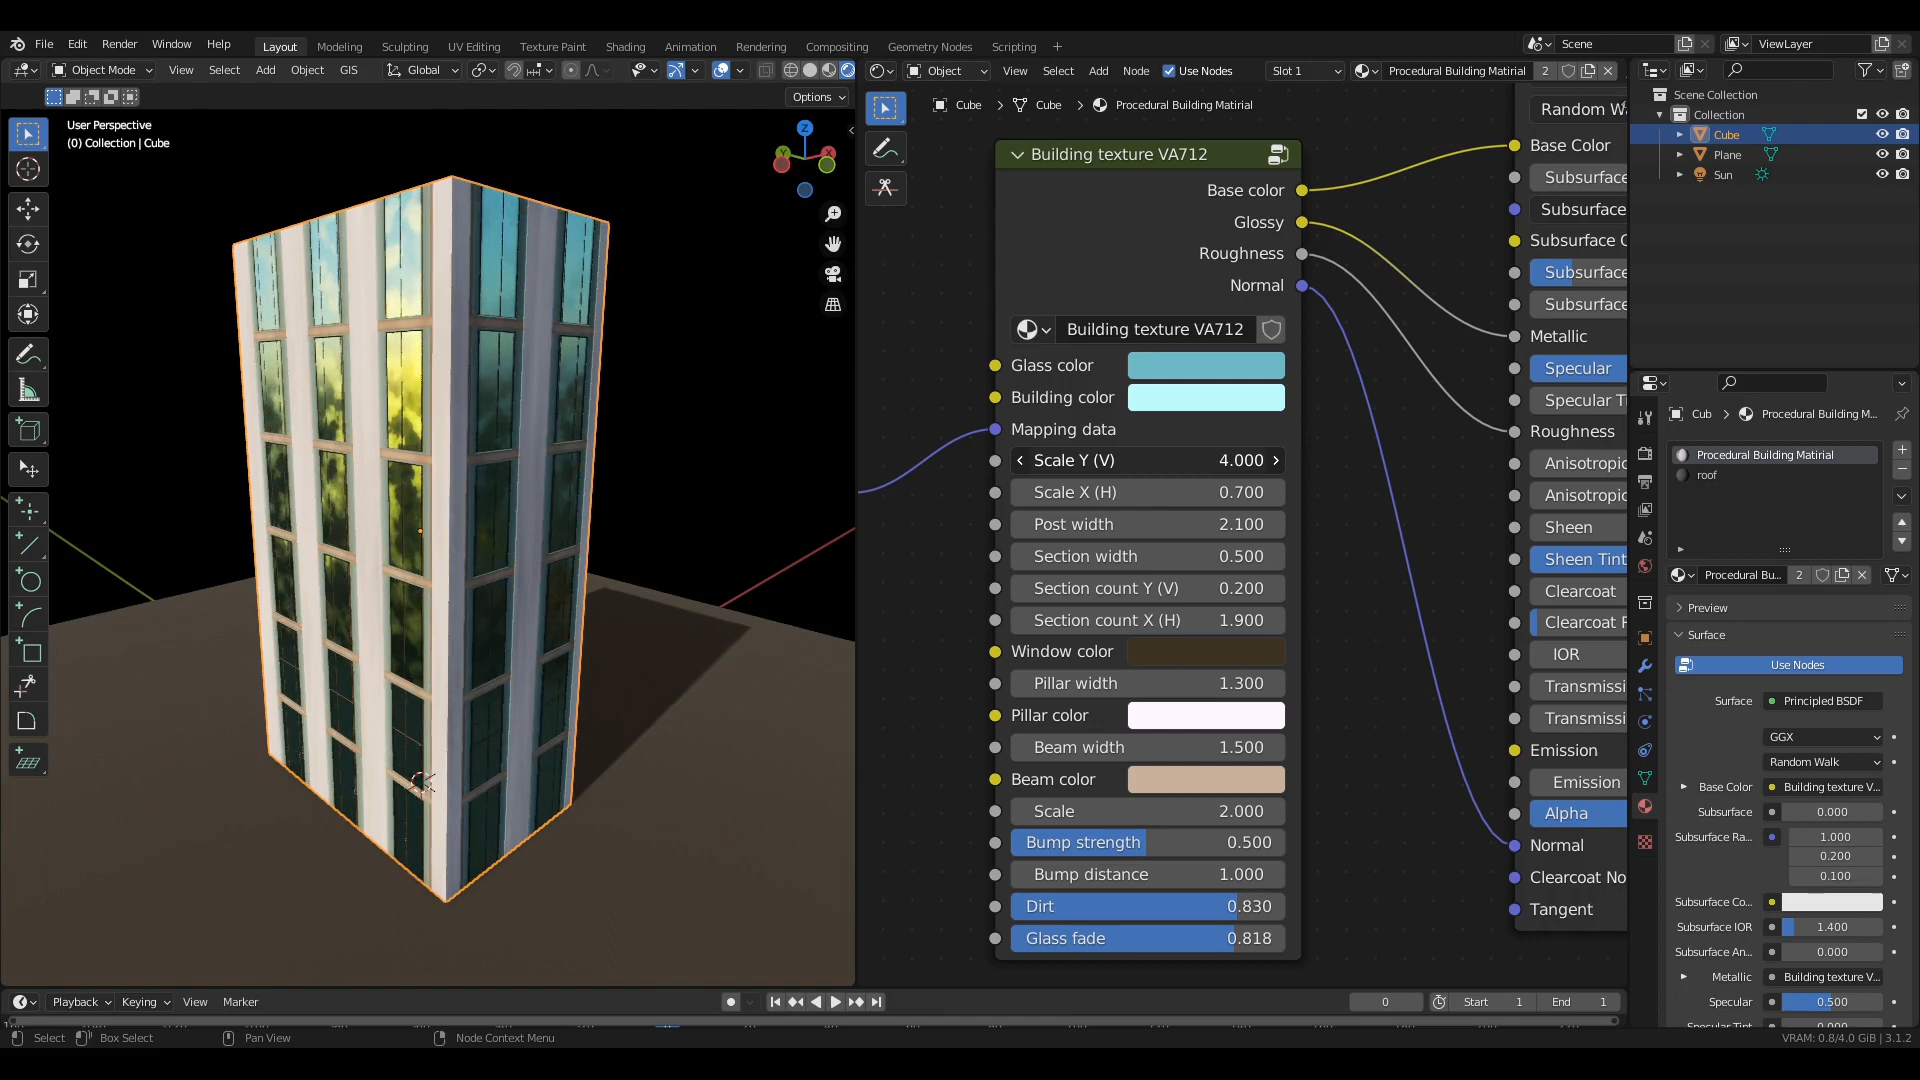 File Edit Render Window Help Layout Modeling Sculpting UV Editing Texture Paint Shading Animation Rendering Compositing Geometry Nodes Scripting + Scene ViewLayer
Object Mode View Select Add Object GIS Global Object View Select Add Node Use Nodes Slot 1 Procedural Building Matirial 2
Options
User Perspective
(0) Collection | Cube
Z
Y
X
Cube > Cube > Procedural Building Matirial
Building texture VA712
Base color
Glossy
Roughness
Normal
Building texture VA712
Glass color
Building color
Mapping data
Scale Y (V) 4.000
Scale X (H) 0.700
Post width 2.100
Section width 0.500
Section count Y (V) 0.200
Section count X (H) 1.900
Window color
Pillar width 1.300
Pillar color
Beam width 1.500
Beam color
Scale 2.000
Bump strength 0.500
Bump distance 1.000
Dirt 0.830
Glass fade 0.818
Base Color
Subsurface
Subsurface
Subsurface C
Subsurface
Subsurface
Metallic
Specular
Specular Ti
Roughness
Anisotropic
Anisotropic
Sheen
Sheen Tint
Clearcoat
Clearcoat R
IOR
Transmissi
Transmissi
Emission
Emission
Alpha
Normal
Clearcoat No
Tangent
Scene Collection
Collection
Cube
Plane
Sun
Cub Procedural Building M...
Procedural Building Matirial
roof
Procedural Bu... 2
Preview
Surface
Use Nodes
Surface Principled BSDF
GGX
Random Walk
Base Color Building texture V...
Subsurface 0.000
Subsurface Ra... 1.000
0.200
0.100
Subsurface Co...
Subsurface IOR 1.400
Subsurface An... 0.000
Metallic Building texture V...
Specular 0.500
Playback Keying View Marker 0 Start 1 End 1
Select Box Select Pan View Node Context Menu VRAM: 0.8/4.0 GiB | 3.1.2